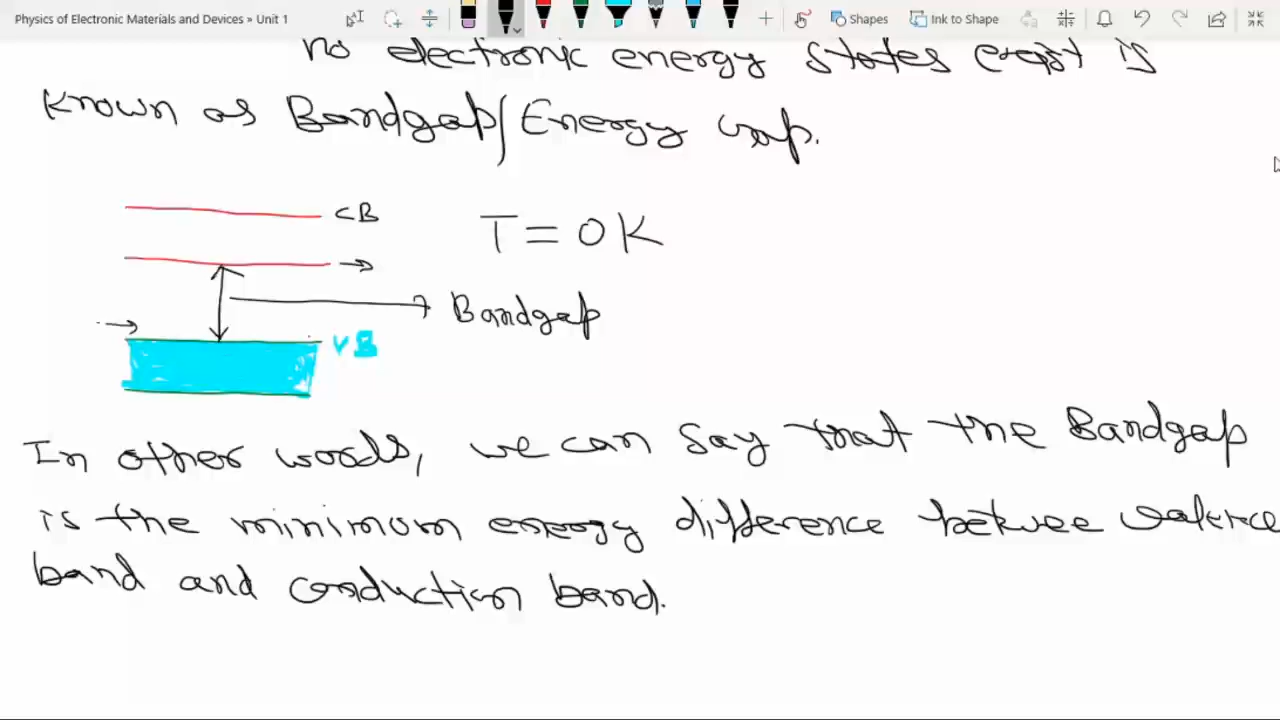 Physics of Electronic Materials and Devices » Unit 1
Shapes
Ink to Shape
no electronic energy states exist is
known as Bandgap/Energy Gap.
CB
T = 0 K
Bandgap
VB
In other words, we can say that the Bandgap
is the minimum energy difference betwee valence
band and conduction band.